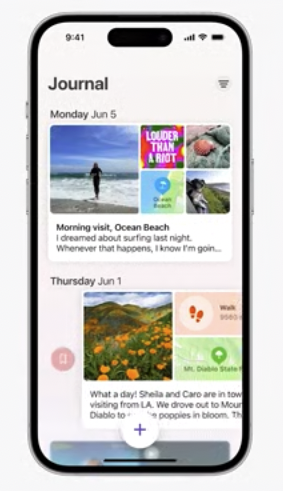 9:41
Journal
Monday Jun 5
LOUDER
THAN
A RIOT
Ocean
Beach
Morning visit, Ocean Beach
I dreamed about surfing last night.
Whenever that happens, I know I'm goin...
Thursday Jun 1
Walk
Mt. Diablo State
What a day! Sheila and Caro are in tow
visiting from LA. We drove out to Moun
Diablo to poppies in bloom. Th
+